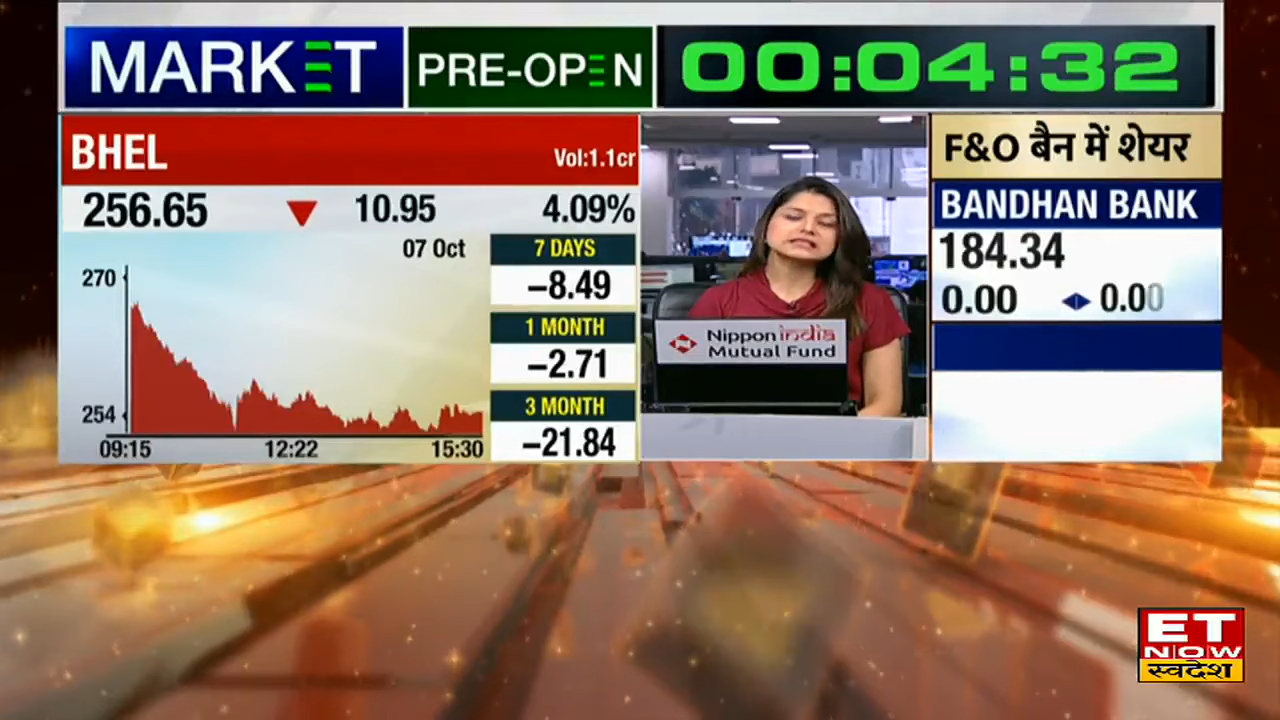 MARKET
PRE-OPEN
00:04:32
BHEL
Vol:1.1cr
256.65 ▼ 10.95 4.09%
07 Oct
270
254
09:15 12:22 15:30
7 DAYS
−8.49
1 MONTH
−2.71
3 MONTH
−21.84
Nippon india
Mutual Fund
F&O बैन में शेयर
BANDHAN BANK
184.34
0.00 0.00
ET
NOW
स्वदेश